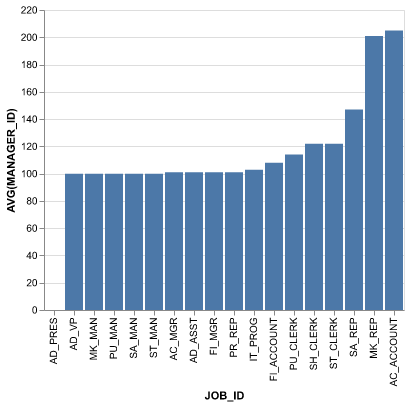 220
200
180
160
140
120
100
80
60
40
20
0
AVG(MANAGER_ID)
AD_PRES
AD_VP
MK_MAN
PU_MAN
SA_MAN
ST_MAN
AC_MGR
AD_ASST
FI_MGR
PR_REP
IT_PROG
FI_ACCOUNT
PU_CLERK
SH_CLERK
ST_CLERK
SA_REP
MK_REP
AC_ACCOUNT
JOB_ID